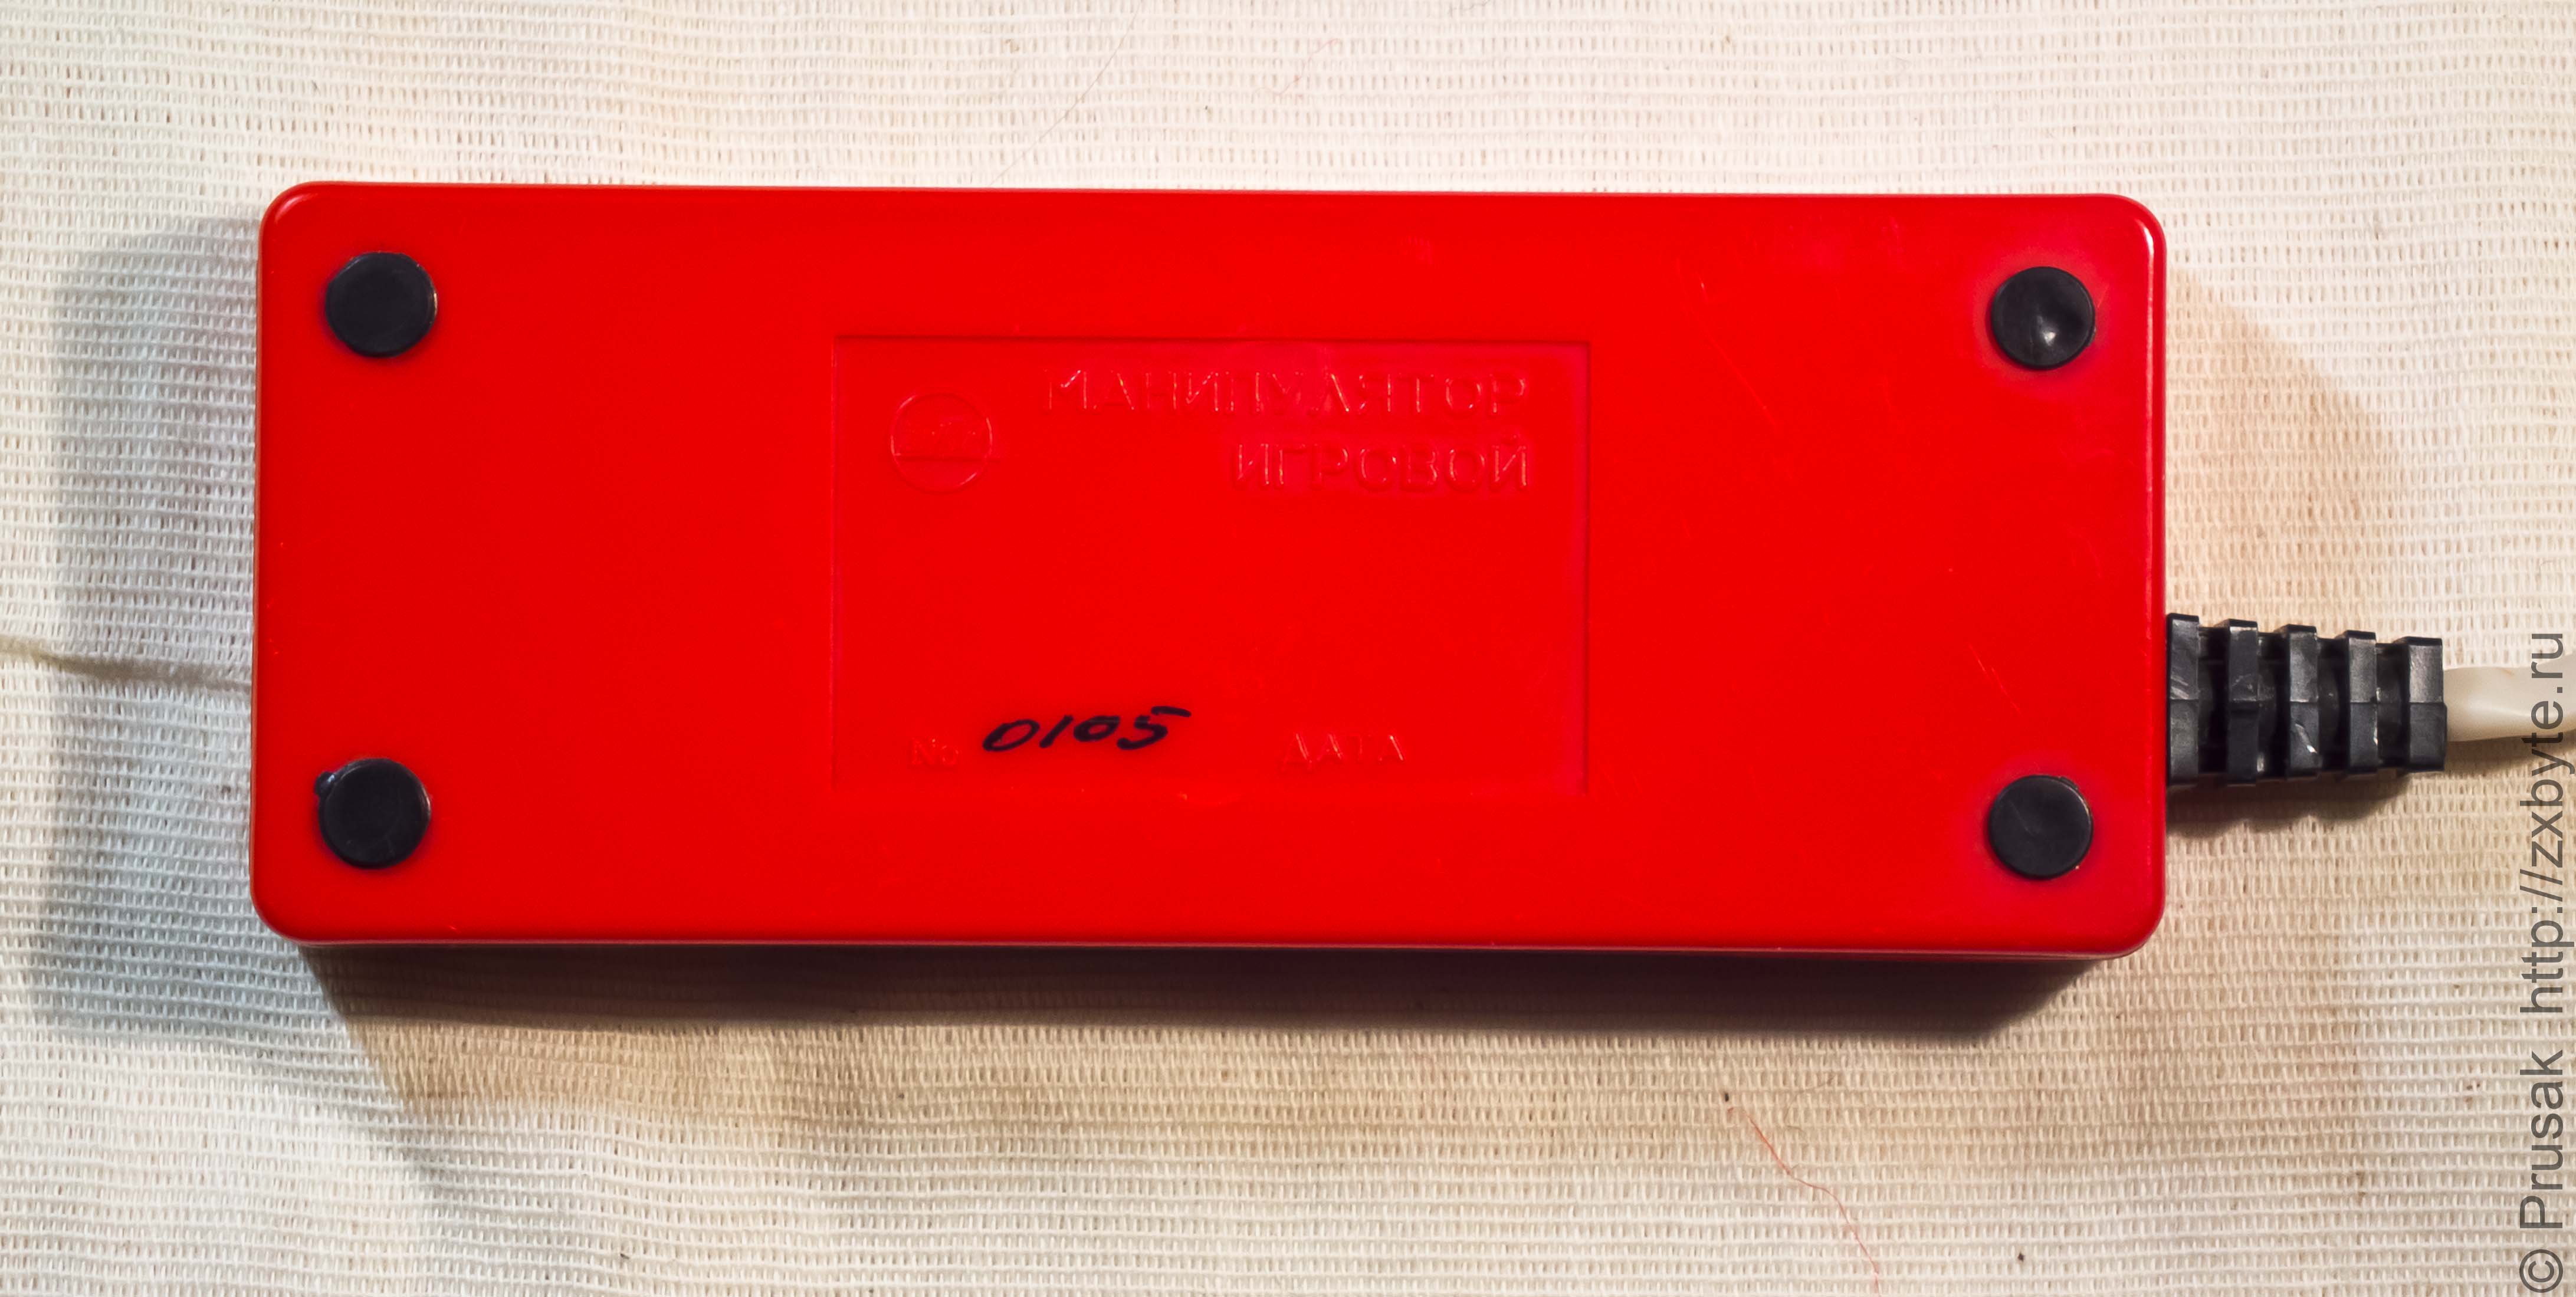 МАНИПУЛЯТОР
ИГРОВОЙ
№ 0105 ДАТА
© Prusak http://zxbyte.ru